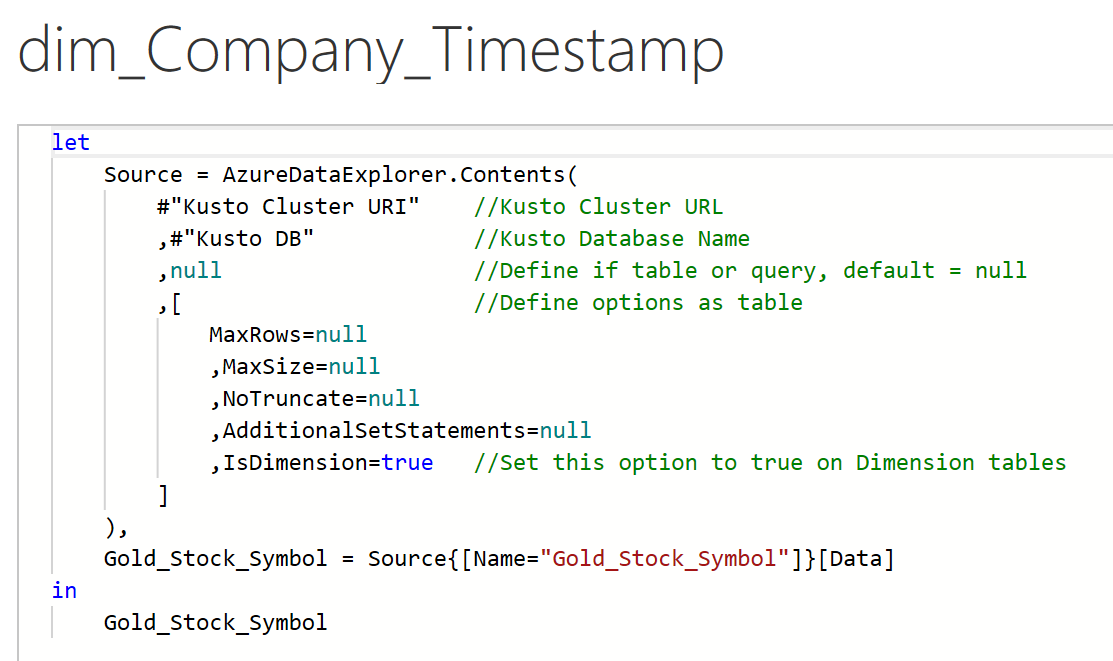 dim_Company_Timestamp
let
    Source = AzureDataExplorer.Contents(
        #"Kusto Cluster URI"    //Kusto Cluster URL
        ,#"Kusto DB"            //Kusto Database Name
        ,null                   //Define if table or query, default = null
        ,[                      //Define options as table
            MaxRows=null
            ,MaxSize=null
            ,NoTruncate=null
            ,AdditionalSetStatements=null
            ,IsDimension=true   //Set this option to true on Dimension tables
        ]
    ),
    Gold_Stock_Symbol = Source{[Name="Gold_Stock_Symbol"]}[Data]
in
    Gold_Stock_Symbol